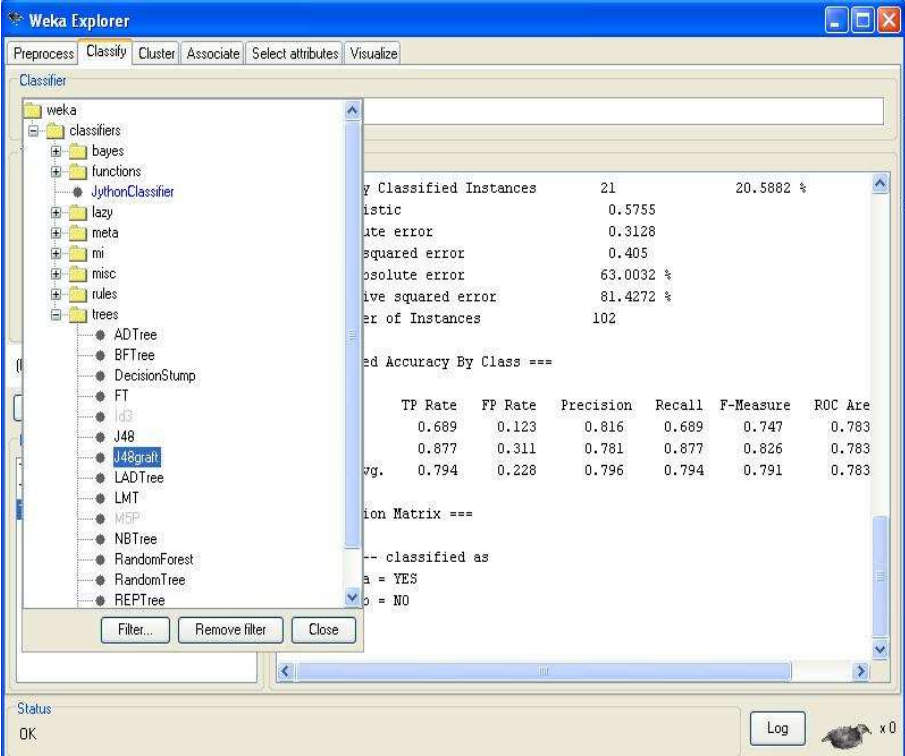 Weka Explorer
Preprocess Classify Cluster Associate Select attributes Visualize
Classifier
weka
classifiers
bayes
functions
JythonClassifier
lazy
meta
mi
misc
rules
trees
ADTree
BFTree
DecisionStump
FT
Id3
J48
J48graft
LADTree
LMT
M5P
NBTree
RandomForest
RandomTree
REPTree
Filter... Remove filter Close
y Classified Instances 21 20.5882 %
istic 0.5755
ute error 0.3128
squared error 0.405
bsolute error 63.0032 %
ive squared error 81.4272 %
er of Instances 102
ed Accuracy By Class ===
TP Rate FP Rate Precision Recall F-Measure ROC Are
0.689 0.123 0.816 0.689 0.747 0.783
0.877 0.311 0.781 0.877 0.826 0.783
vg. 0.794 0.228 0.796 0.794 0.791 0.783
ion Matrix ===
-- classified as
a = YES
b = NO
Status
OK
Log
x 0